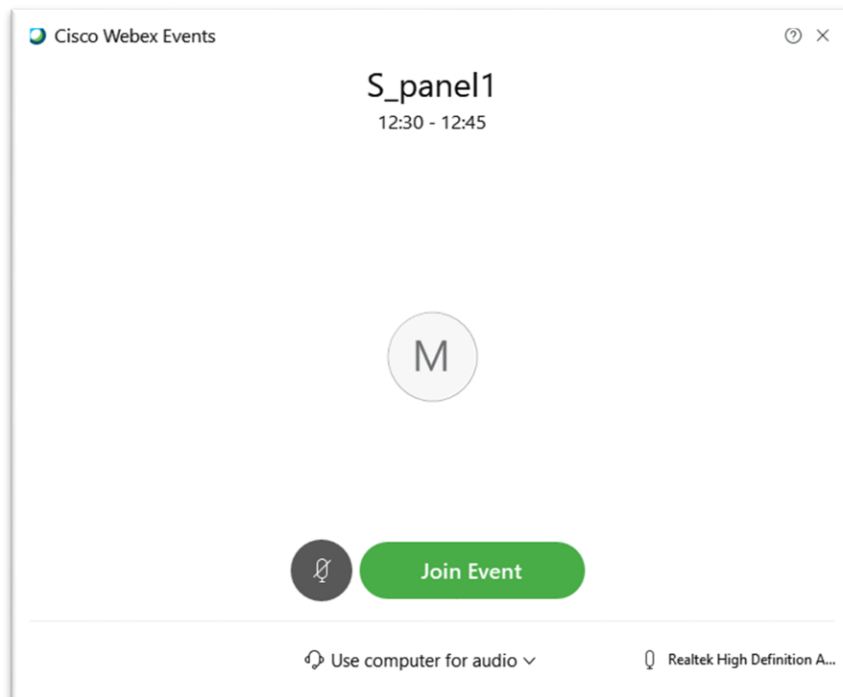 Cisco Webex Events
S_panel1
12:30 - 12:45
M
Join Event
Use computer for audio
Realtek High Definition A...